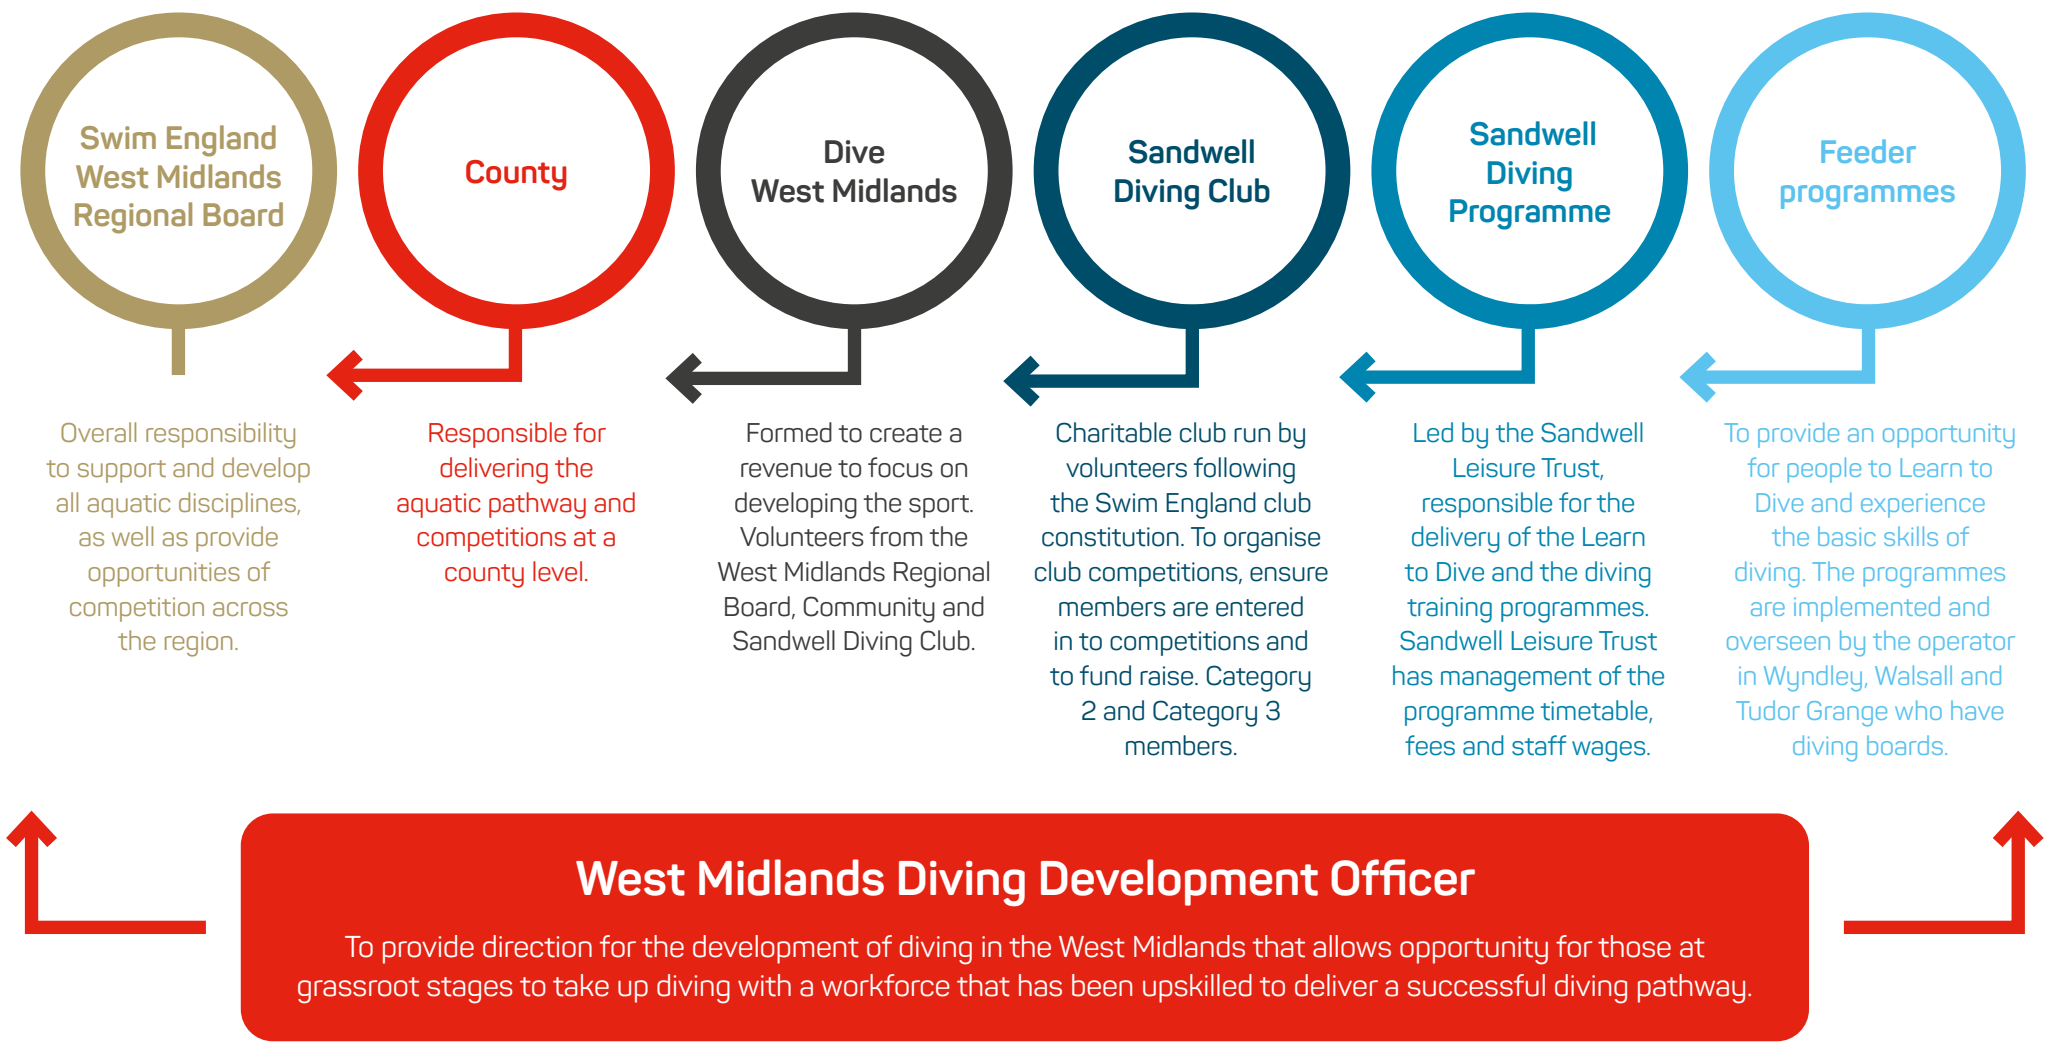 Swim England
West Midlands
Regional Board
County
Dive
West Midlands
Sandwell
Diving Club
Sandwell
Diving
Programme
Feeder
programmes
Overall responsibility
to support and develop
all aquatic disciplines,
as well as provide
opportunities of
competition across
the region.
Responsible for
delivering the
aquatic pathway and
competitions at a
county level.
Formed to create a
revenue to focus on
developing the sport.
Volunteers from the
West Midlands Regional
Board, Community and
Sandwell Diving Club.
Charitable club run by
volunteers following
the Swim England club
constitution. To organise
club competitions, ensure
members are entered
in to competitions and
to fund raise. Category
2 and Category 3
members.
Led by the Sandwell
Leisure Trust,
responsible for the
delivery of the Learn
to Dive and the diving
training programmes.
Sandwell Leisure Trust
has management of the
programme timetable,
fees and staff wages.
To provide an opportunity
for people to Learn to
Dive and experience
the basic skills of
diving. The programmes
are implemented and
overseen by the operator
in Wyndley, Walsall and
Tudor Grange who have
diving boards.
West Midlands Diving Development Officer
To provide direction for the development of diving in the West Midlands that allows opportunity for those at
grassroot stages to take up diving with a workforce that has been upskilled to deliver a successful diving pathway.